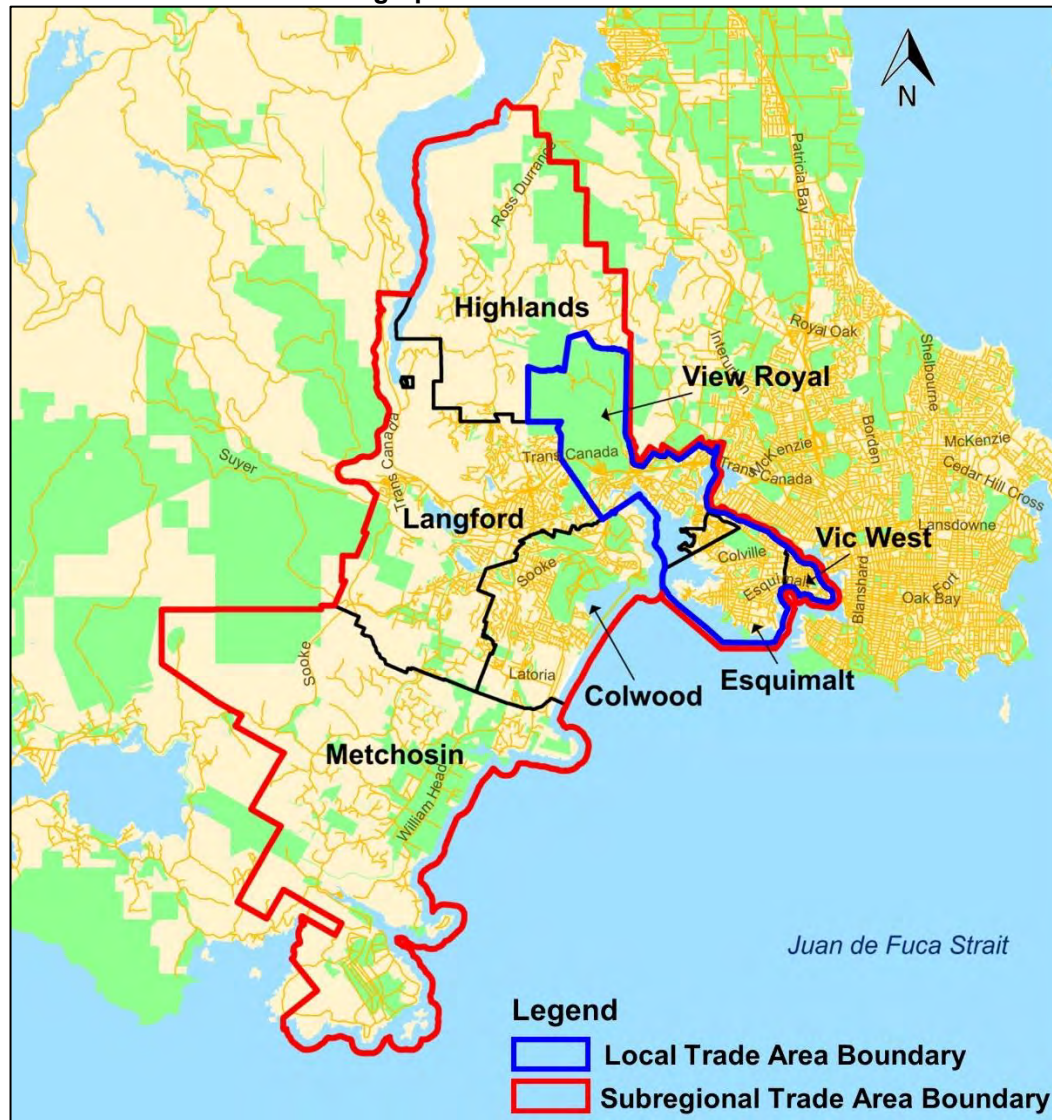 N
Patricia Bay
Ross Durrance
Highlands
Royal Oak
Interurban
Shelbourne
View Royal
Borden
McKenzie
McKenzie
Trans Canada
Trans Canada
Cedar Hill Cross
Suyer
Trans Canada
Langford
Lansdowne
Vic West
Colville
Sooke
Esquimalt
Blanshard
Fort
Oak Bay
Sooke
Latoria
Colwood
Esquimalt
Metchosin
William Head
Juan de Fuca Strait
Legend
Local Trade Area Boundary
Subregional Trade Area Boundary